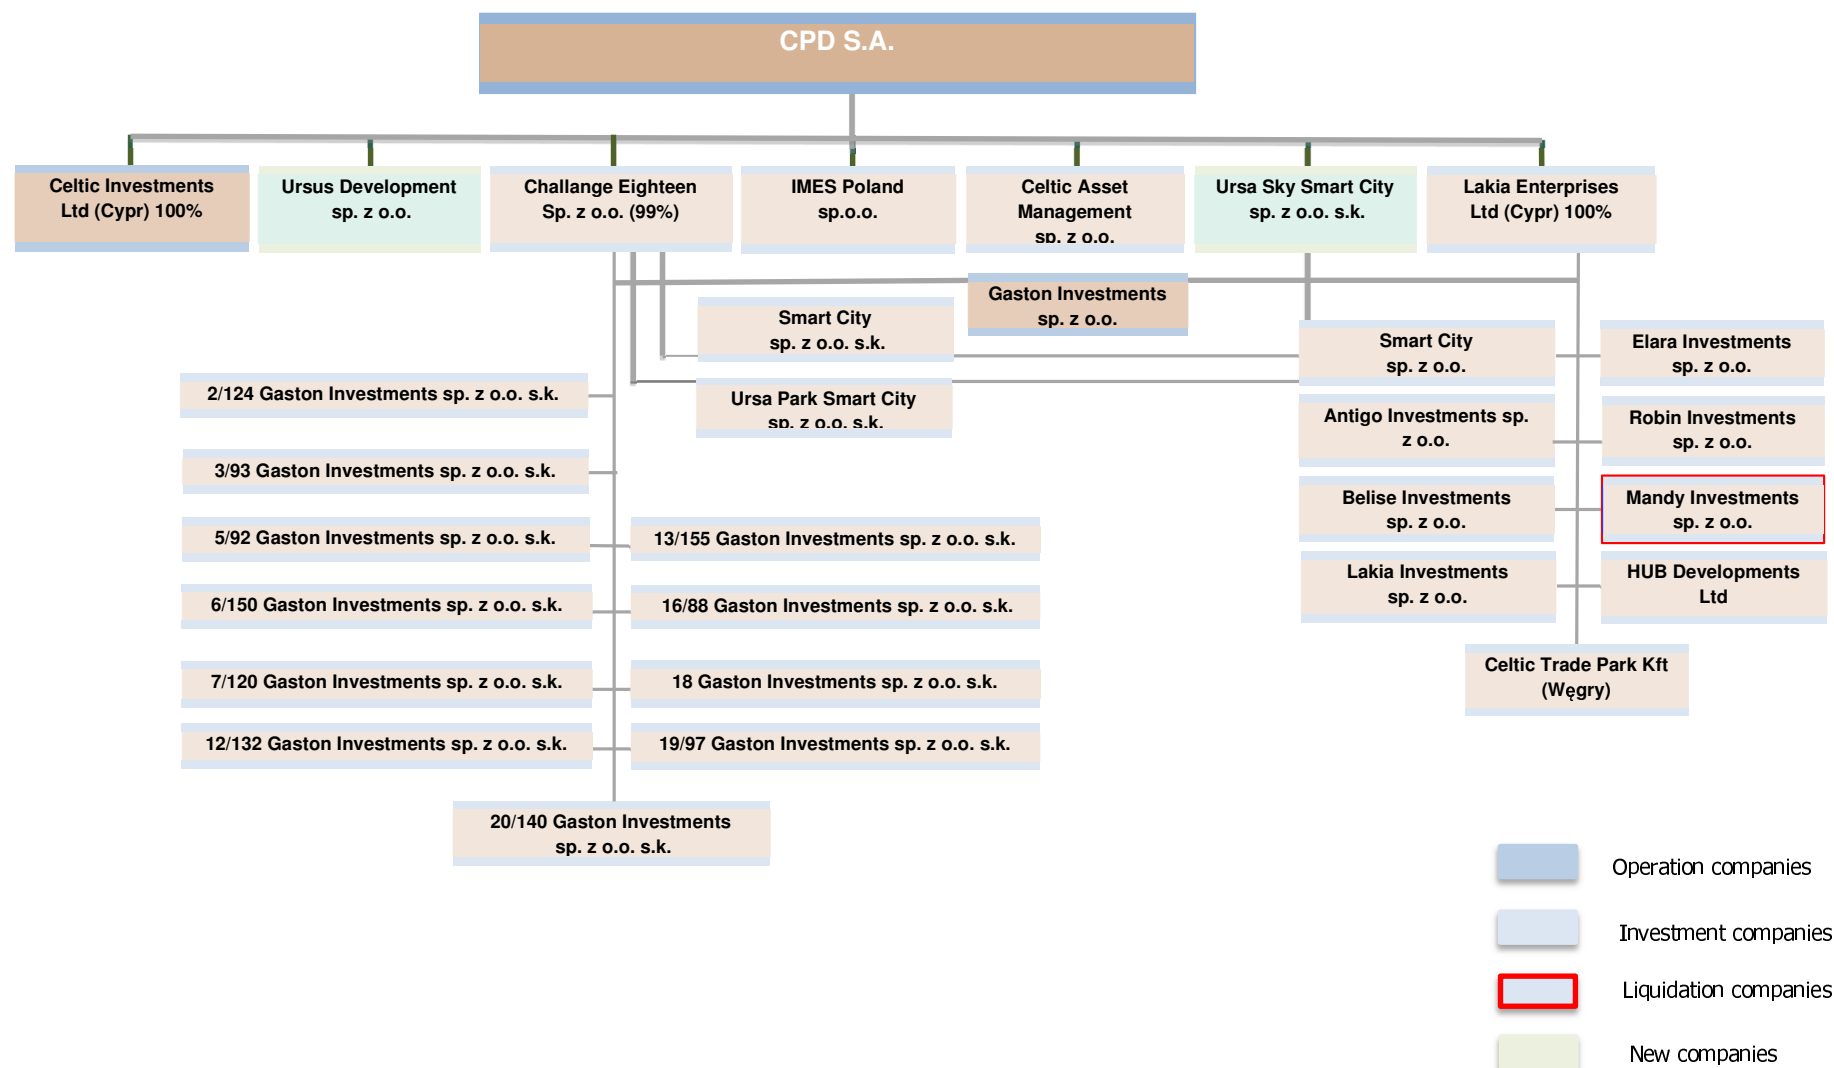 CPD S.A.
Celtic Investments
Ltd (Cypr) 100%
Ursus Development
sp. z o.o.
Challange Eighteen
Sp. z o.o. (99%)
IMES Poland
sp.o.o.
Celtic Asset
Management
sp. z o.o.
Ursa Sky Smart City
sp. z o.o. s.k.
Lakia Enterprises
Ltd (Cypr) 100%
Gaston Investments
sp. z o.o.
Smart City
sp. z o.o. s.k.
Smart City
sp. z o.o.
Elara Investments
sp. z o.o.
2/124 Gaston Investments sp. z o.o. s.k.
Ursa Park Smart City
sp. z o.o. s.k.
Antigo Investments sp.
z o.o.
Robin Investments
sp. z o.o.
3/93 Gaston Investments sp. z o.o. s.k.
Belise Investments
sp. z o.o.
Mandy Investments
sp. z o.o.
5/92 Gaston Investments sp. z o.o. s.k.
13/155 Gaston Investments sp. z o.o. s.k.
Lakia Investments
sp. z o.o.
HUB Developments
Ltd
6/150 Gaston Investments sp. z o.o. s.k.
16/88 Gaston Investments sp. z o.o. s.k.
Celtic Trade Park Kft
(Węgry)
7/120 Gaston Investments sp. z o.o. s.k.
18 Gaston Investments sp. z o.o. s.k.
12/132 Gaston Investments sp. z o.o. s.k.
19/97 Gaston Investments sp. z o.o. s.k.
20/140 Gaston Investments
sp. z o.o. s.k.
Operation companies
Investment companies
Liquidation companies
New companies